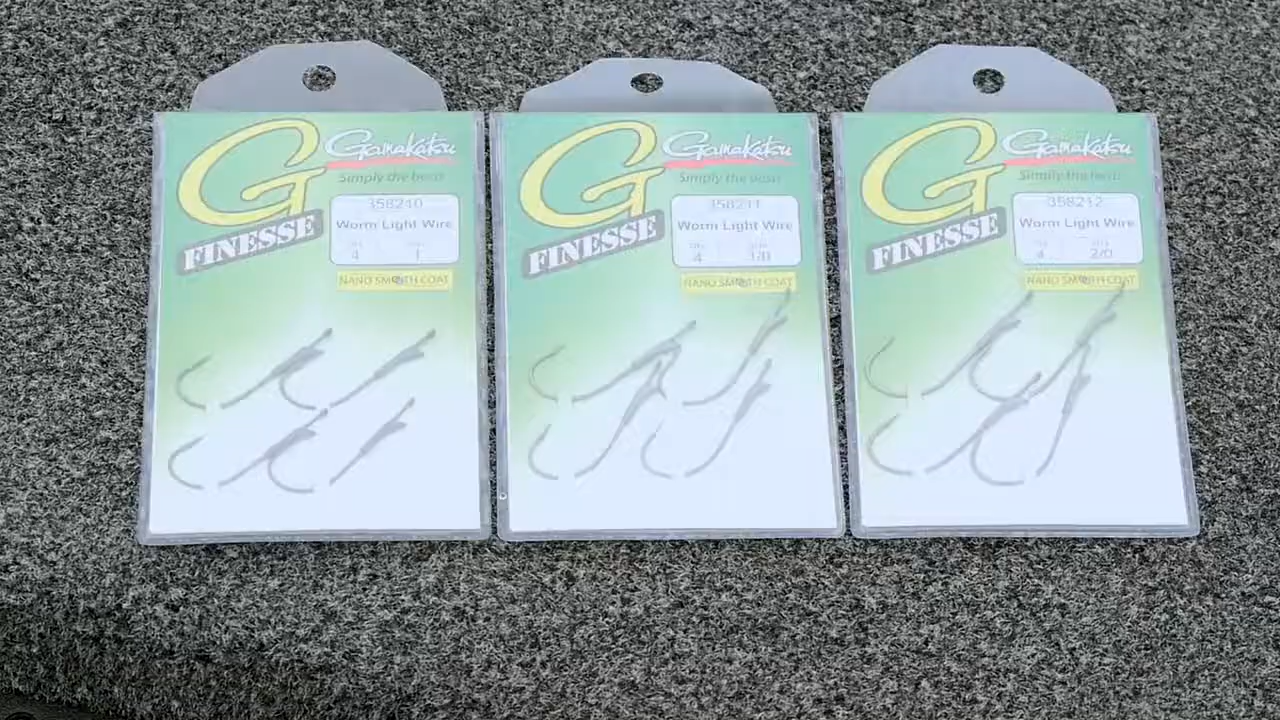 G
Gamakatsu
Simply the best!
FINESSE
358210
Worm Light Wire
4 1
NANO SMOOTH COAT
G
Gamakatsu
Simply the best!
FINESSE
358211
Worm Light Wire
4 1/0
NANO SMOOTH COAT
G
Gamakatsu
Simply the best!
FINESSE
358212
Worm Light Wire
4 2/0
NANO SMOOTH COAT